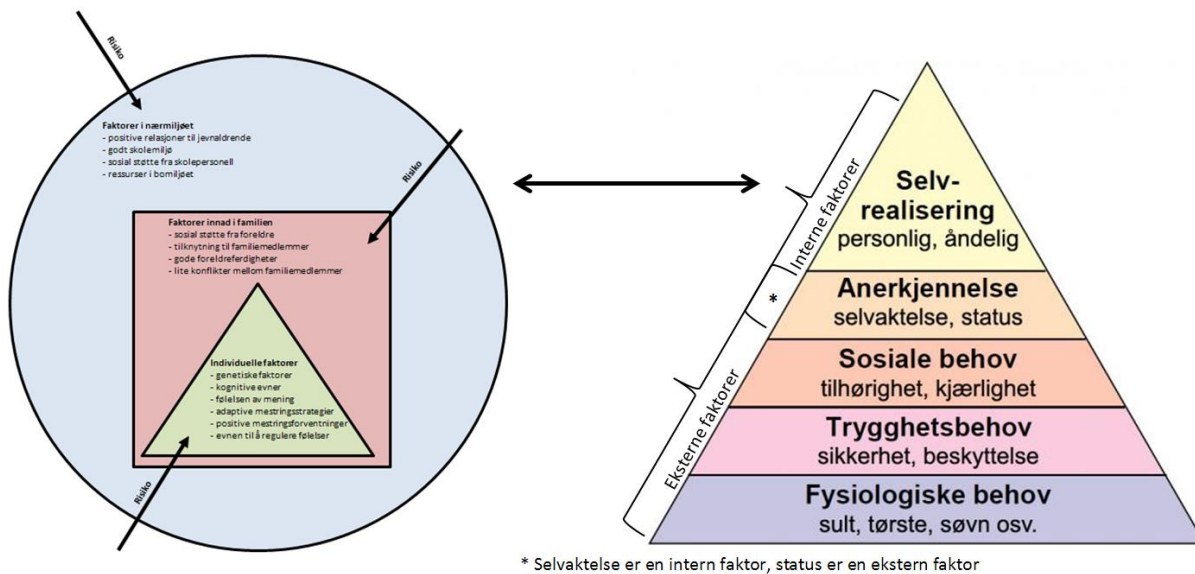 Risiko
Faktorer i nærmiljøet
- positive relasjoner til jevnaldrende
- godt skolemiljø
- sosial støtte fra skolepersonell
- ressurser i bomiljøet
Risiko
Faktorer innad i familien
- sosial støtte fra foreldre
- tilknytning til familiemedlemmer
- gode foreldreferdigheter
- lite konflikter mellom familiemedlemmer
Individuelle faktorer
- genetiske faktorer
- kognitive evner
- følelsen av mening
- adaptive mestringsstrategier
- positive mestringsforventninger
- evnen til å regulere følelser
Risiko
Interne faktorer
*
Eksterne faktorer
Selv-
realisering
personlig, åndelig
Anerkjennelse
selvaktelse, status
Sosiale behov
tilhørighet, kjærlighet
Trygghetsbehov
sikkerhet, beskyttelse
Fysiologiske behov
sult, tørste, søvn osv.
* Selvaktelse er en intern faktor, status er en ekstern faktor